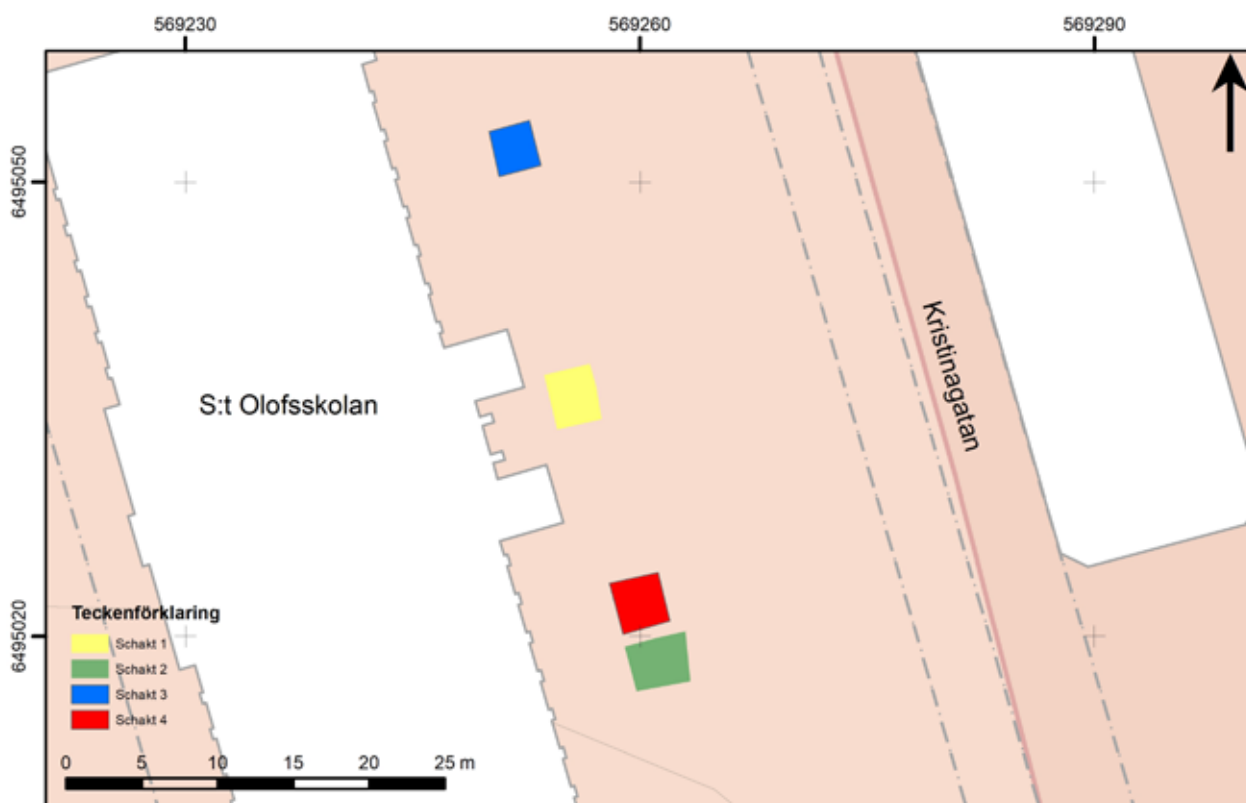 569230
569260
569290
6495050
Kristinagatan
S:t Olofsskolan
6495020
Teckenförklaring
Schakt 1
Schakt 2
Schakt 3
Schakt 4
0 5 10 15 20 25 m